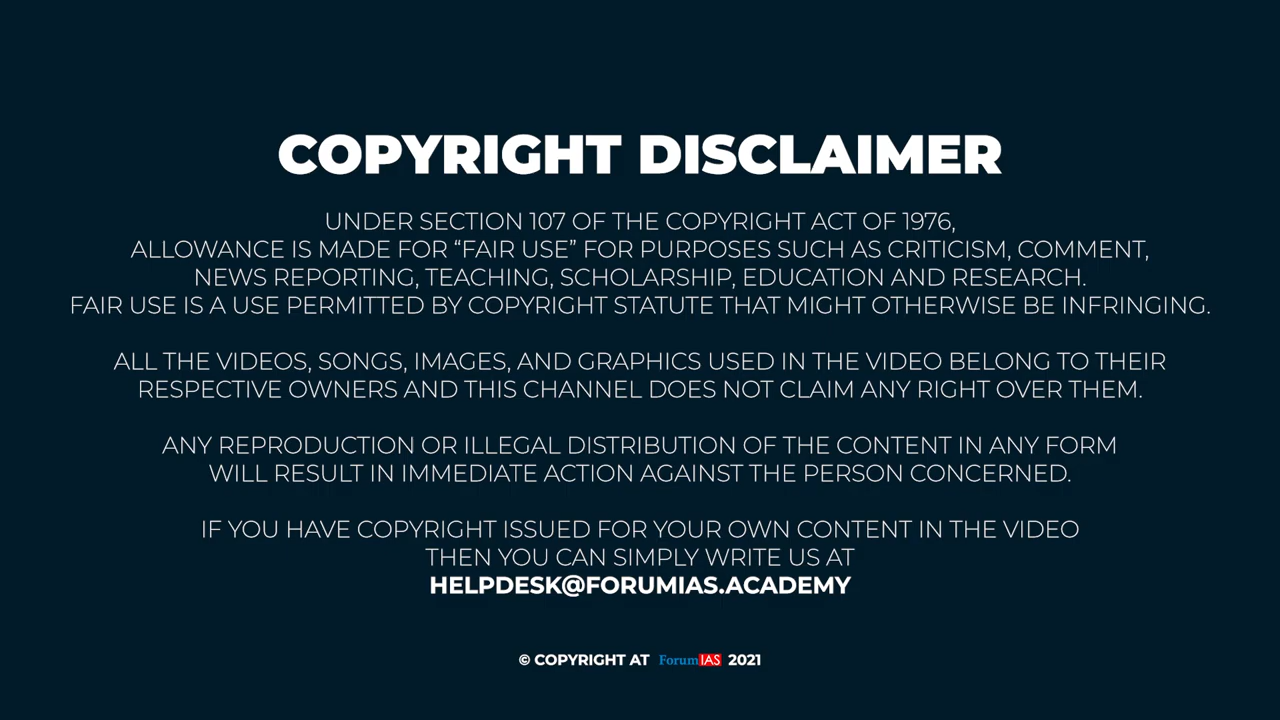 COPYRIGHT DISCLAIMER
UNDER SECTION 107 OF THE COPYRIGHT ACT OF 1976,
ALLOWANCE IS MADE FOR “FAIR USE” FOR PURPOSES SUCH AS CRITICISM, COMMENT,
NEWS REPORTING, TEACHING, SCHOLARSHIP, EDUCATION AND RESEARCH.
FAIR USE IS A USE PERMITTED BY COPYRIGHT STATUTE THAT MIGHT OTHERWISE BE INFRINGING.
ALL THE VIDEOS, SONGS, IMAGES, AND GRAPHICS USED IN THE VIDEO BELONG TO THEIR
RESPECTIVE OWNERS AND THIS CHANNEL DOES NOT CLAIM ANY RIGHT OVER THEM.
ANY REPRODUCTION OR ILLEGAL DISTRIBUTION OF THE CONTENT IN ANY FORM
WILL RESULT IN IMMEDIATE ACTION AGAINST THE PERSON CONCERNED.
IF YOU HAVE COPYRIGHT ISSUED FOR YOUR OWN CONTENT IN THE VIDEO
THEN YOU CAN SIMPLY WRITE US AT
HELPDESK@FORUMIAS.ACADEMY
© COPYRIGHT AT ForumIAS 2021